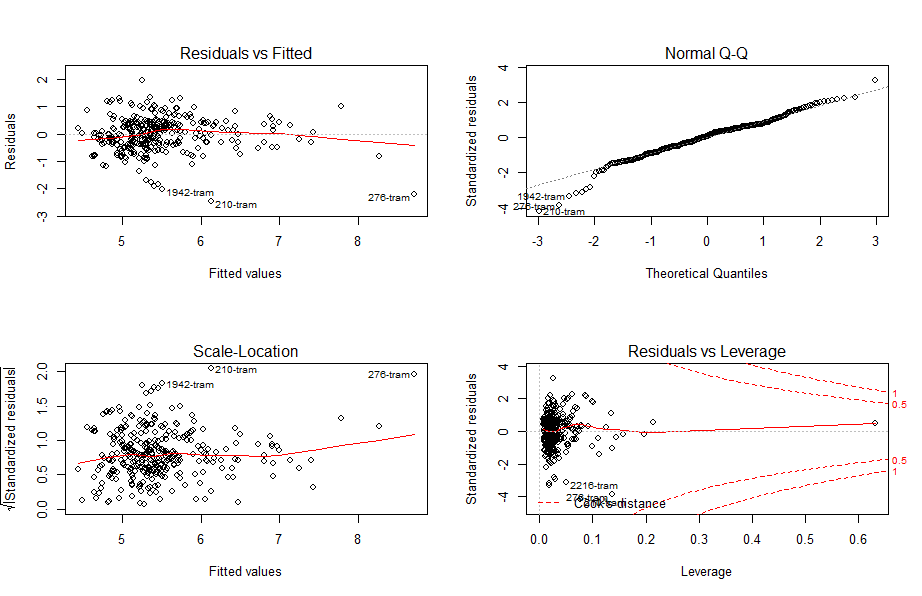 Residuals vs Fitted
Residuals
2
1
0
-1
-2
-3
1942-tram
210-tram
276-tram
5 6 7 8
Fitted values
Normal Q-Q
Standardized residuals
4
2
0
-2
-4
1942-tram
276-tram
210-tram
-3 -2 -1 0 1 2 3
Theoretical Quantiles
Scale-Location
√|Standardized residuals|
2.0
1.5
1.0
0.5
0.0
210-tram
1942-tram
276-tram
5 6 7 8
Fitted values
Residuals vs Leverage
Standardized residuals
4
2
0
-2
-4
1
0.5
0.5
1
2216-tram
276-tram
Cook's distance
0.0 0.1 0.2 0.3 0.4 0.5 0.6
Leverage